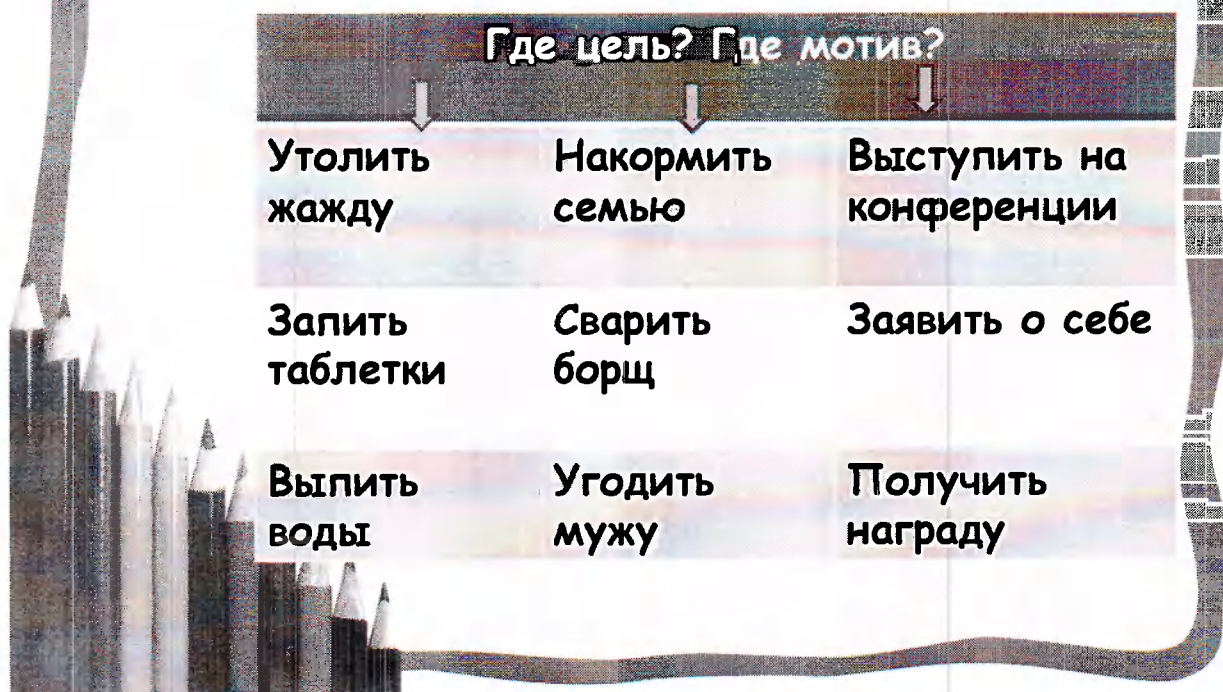 Где цель? Где мотив?
Утолить жажду
Накормить семью
Выступить на конференции
Запить таблетки
Сварить борщ
Заявить о себе
Выпить воды
Угодить мужу
Получить награду